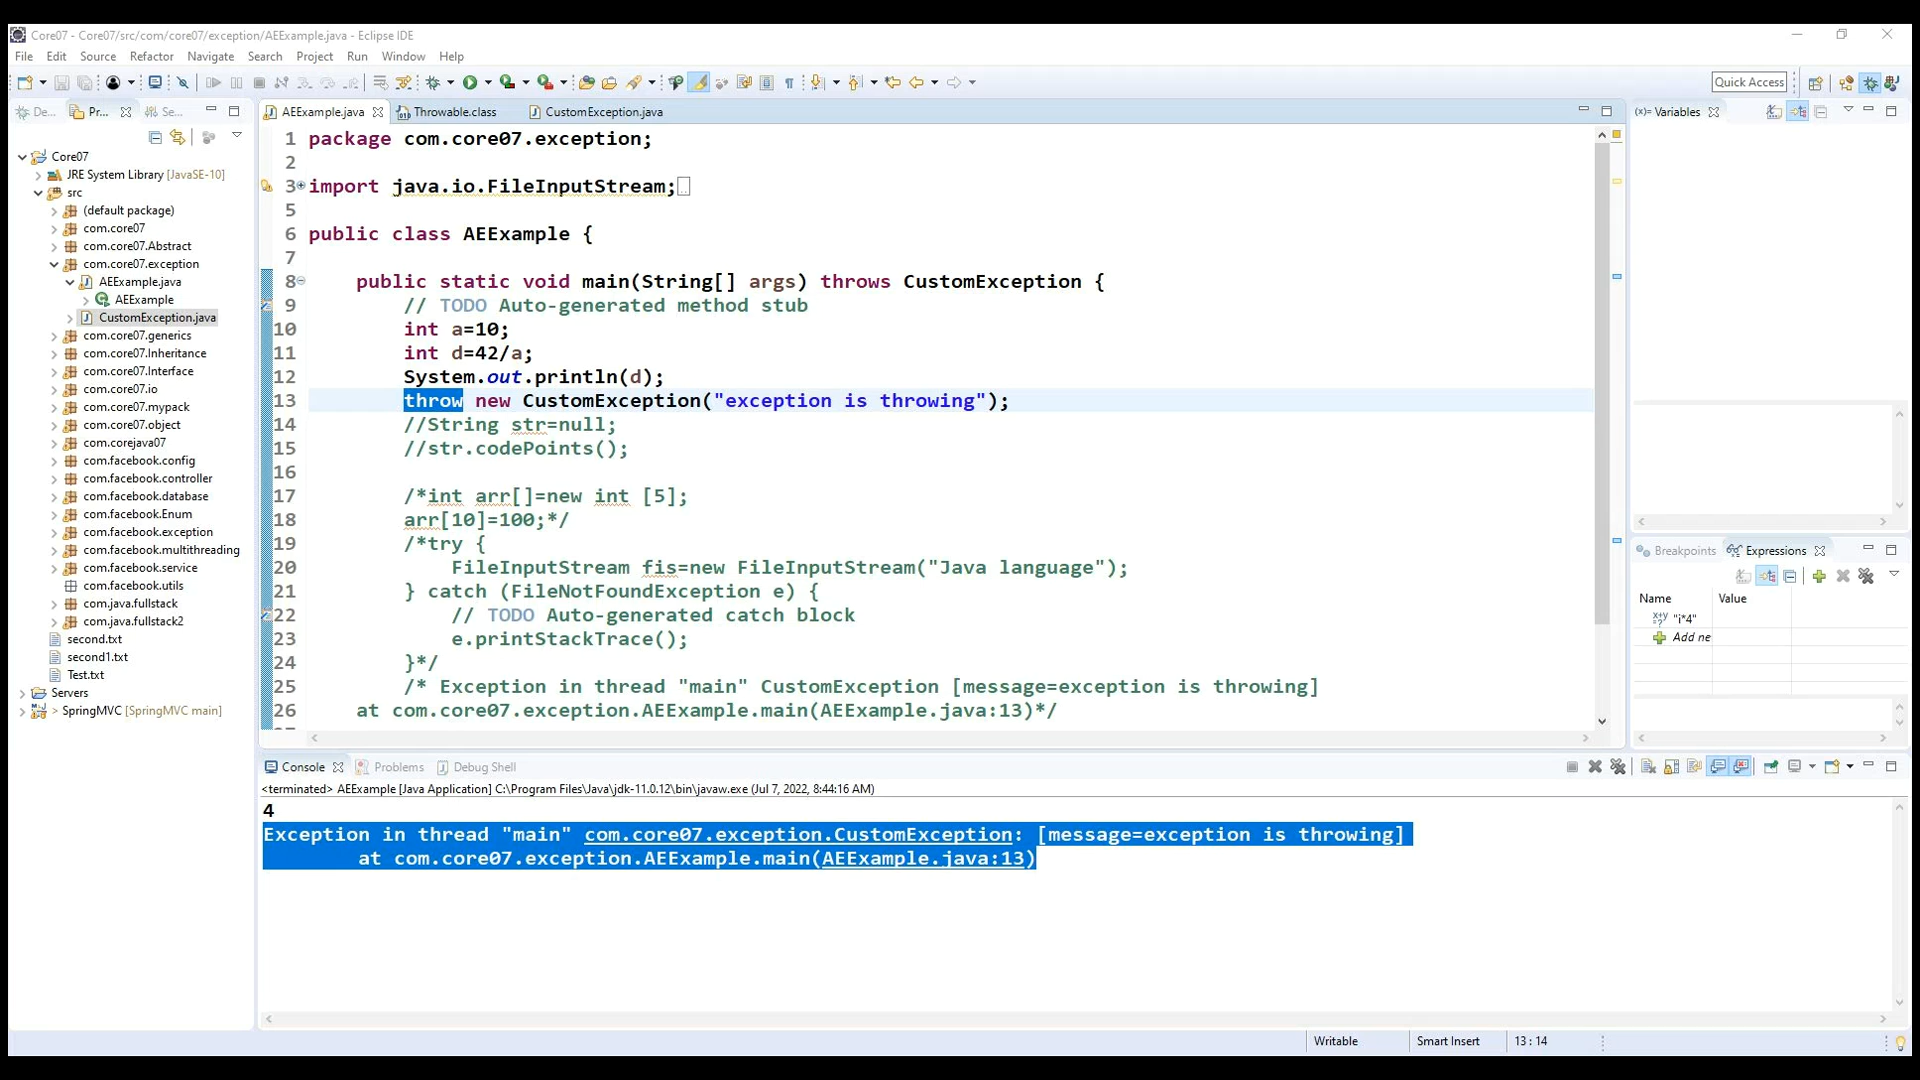 Core07 - Core07/src/com/core07/exception/AEExample.java - Eclipse IDE
File Edit Source Refactor Navigate Search Project Run Window Help
Quick Access
De... Pr... Se...
Core07
JRE System Library [JavaSE-10]
src
(default package)
com.core07
com.core07.Abstract
com.core07.exception
AEExample.java
AEExample
CustomException.java
com.core07.generics
com.core07.Inheritance
com.core07.Interface
com.core07.io
com.core07.mypack
com.core07.object
com.corejava07
com.facebook.config
com.facebook.controller
com.facebook.database
com.facebook.Enum
com.facebook.exception
com.facebook.multithreading
com.facebook.service
com.facebook.utils
com.java.fullstack
com.java.fullstack2
second.txt
second1.txt
Test.txt
Servers
> SpringMVC [SpringMVC main]
AEExample.java Throwable.class CustomException.java
1 package com.core07.exception;
2
3 import java.io.FileInputStream;
5
6 public class AEExample {
7
8 public static void main(String[] args) throws CustomException {
9 // TODO Auto-generated method stub
10 int a=10;
11 int d=42/a;
12 System.out.println(d);
13 throw new CustomException("exception is throwing");
14 //String str=null;
15 //str.codePoints();
16
17 /*int arr[]=new int [5];
18 arr[10]=100;*/
19 /*try {
20 FileInputStream fis=new FileInputStream("Java language");
21 } catch (FileNotFoundException e) {
22 // TODO Auto-generated catch block
23 e.printStackTrace();
24 }*/
25 /* Exception in thread "main" CustomException [message=exception is throwing]
26 at com.core07.exception.AEExample.main(AEExample.java:13)*/
(x)= Variables
Breakpoints Expressions
Name Value
"i*4"
Add ne
Console Problems Debug Shell
<terminated> AEExample [Java Application] C:\Program Files\Java\jdk-11.0.12\bin\javaw.exe (Jul 7, 2022, 8:44:16 AM)
4
Exception in thread "main" com.core07.exception.CustomException: [message=exception is throwing]
at com.core07.exception.AEExample.main(AEExample.java:13)
Writable Smart Insert 13 : 14